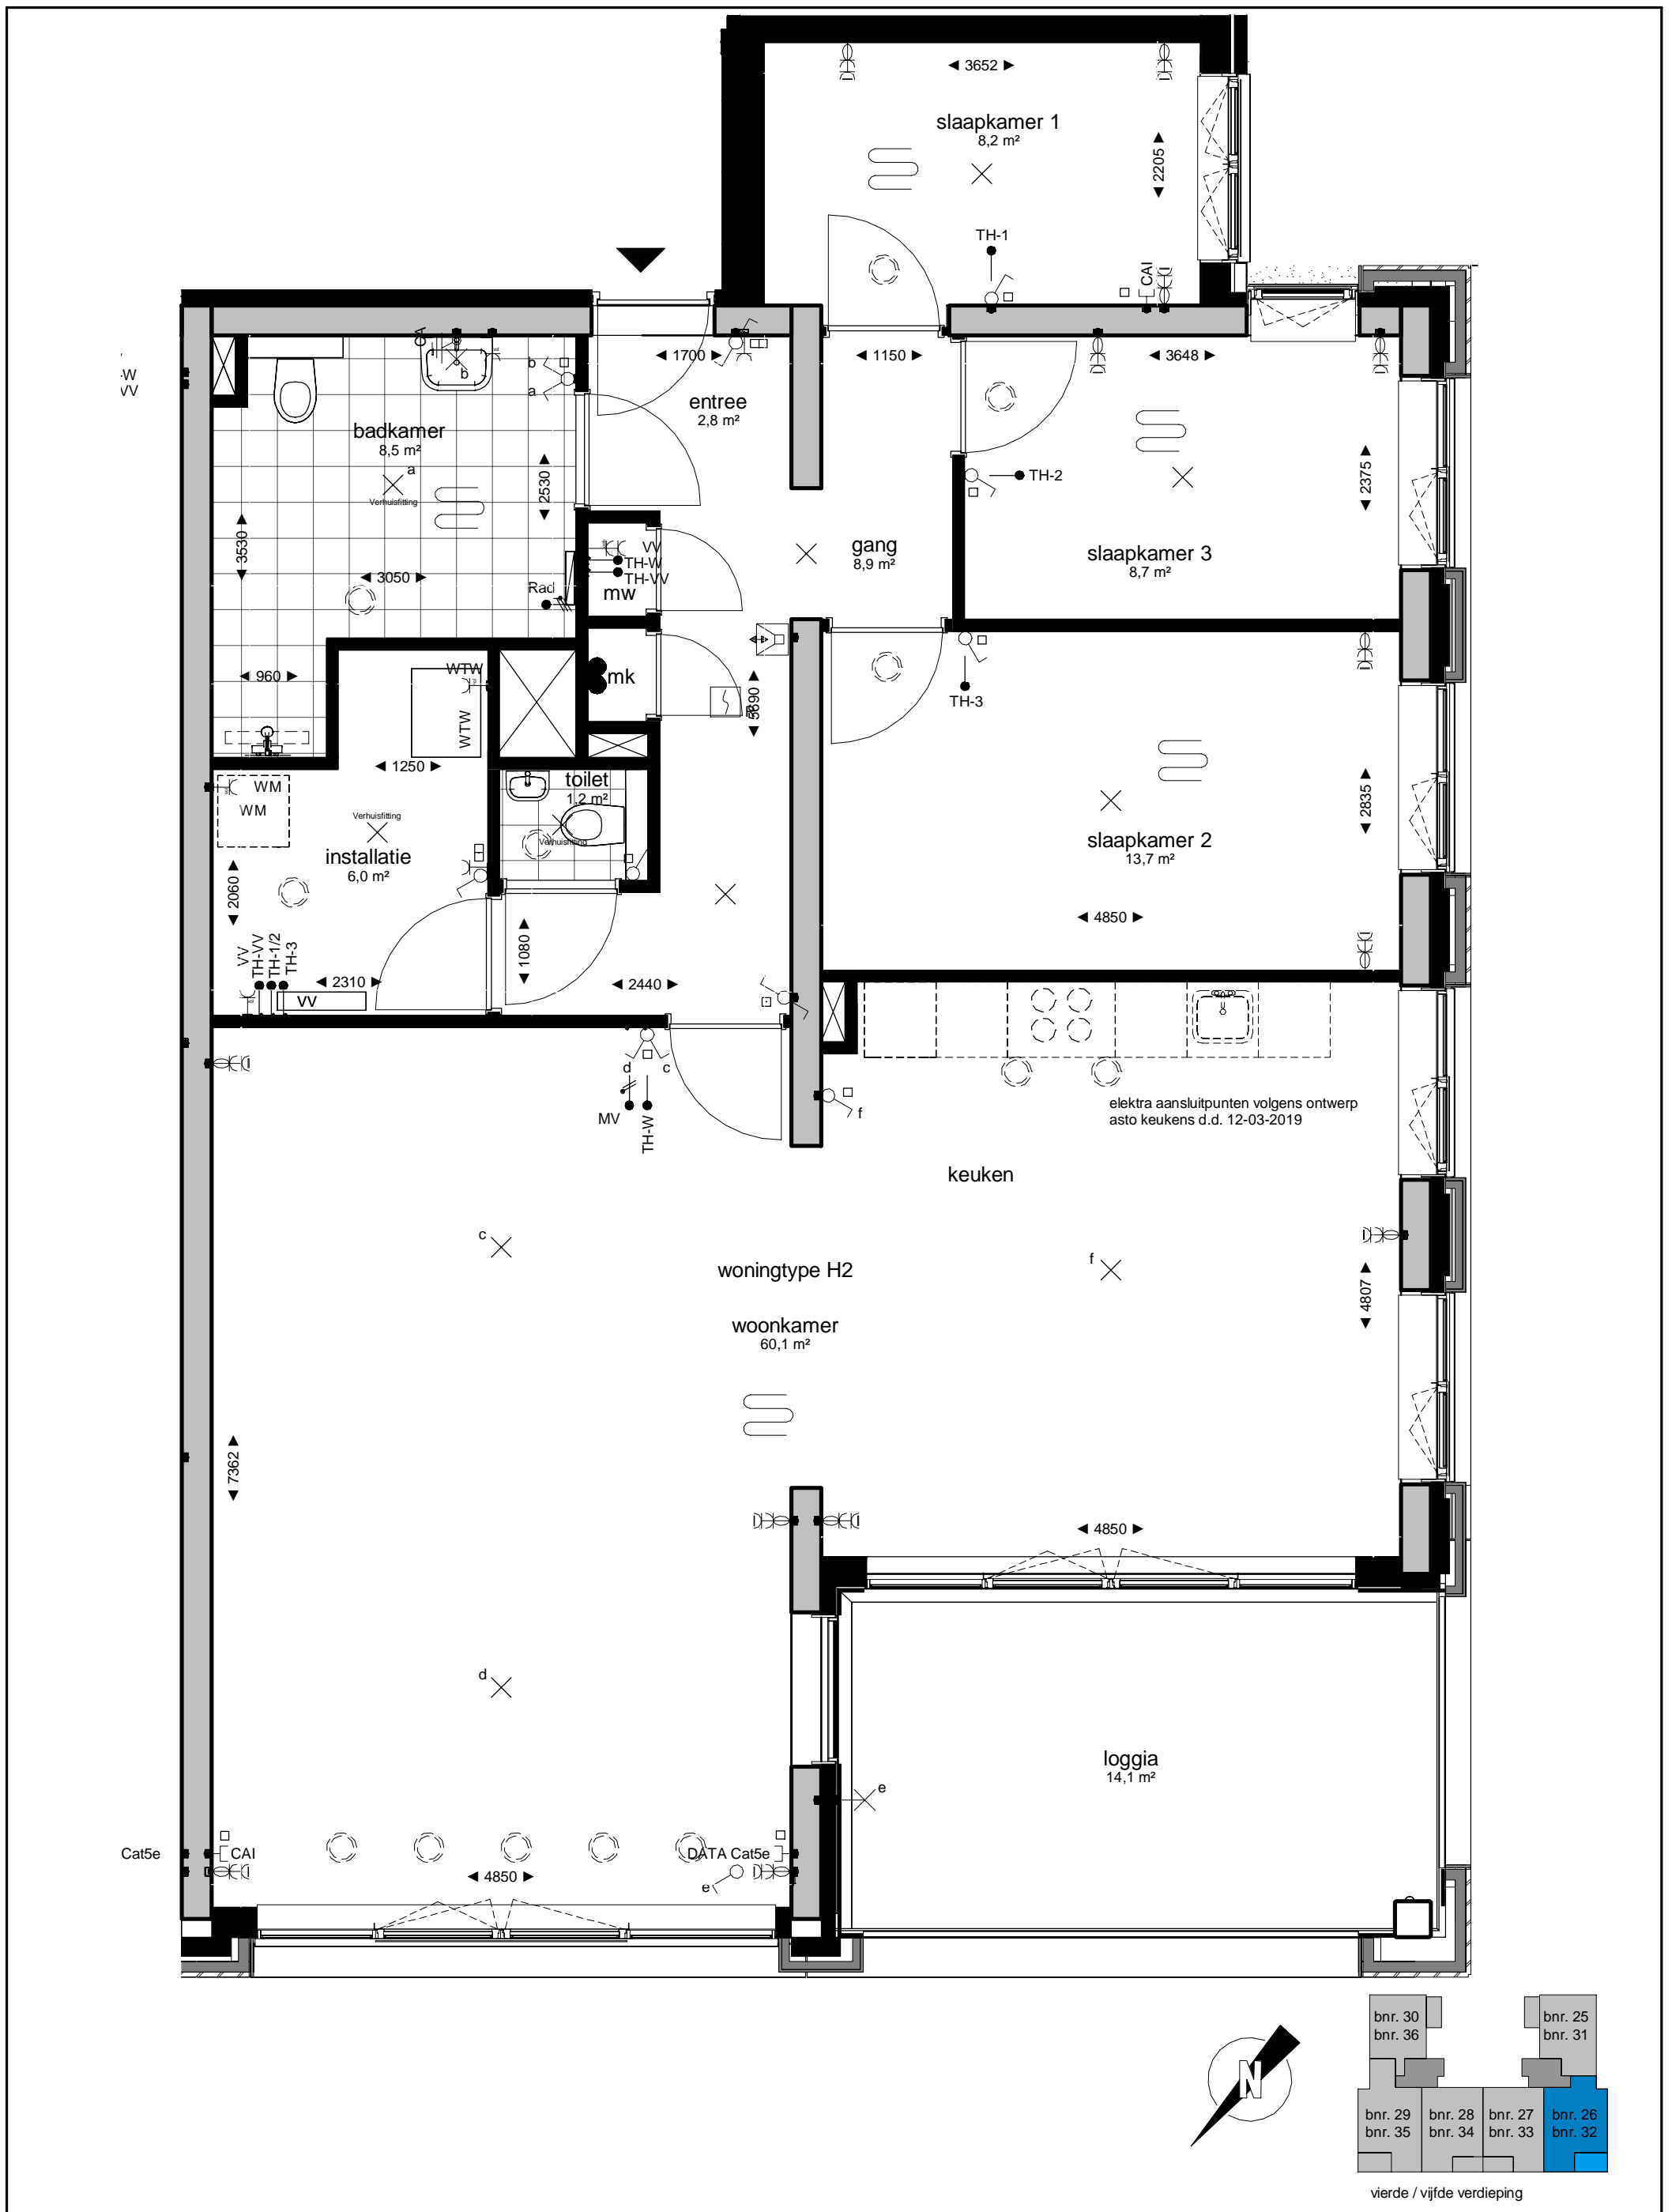 ◄ 3652 ►
slaapkamer 1
8,2 m²
◄ 2205 ►
TH-1
CAI
◄ 1700 ►
◄ 1150 ►
◄ 3648 ►
entree
2,8 m²
b
b
a
badkamer
8,5 m²
a
Verhuisfitting
◄ 2530 ►
◄ 3530 ►
◄ 3050 ►
Rad
VV
TH-W
TH-VV
mw
gang
8,9 m²
TH-2
◄ 2375 ►
slaapkamer 3
8,7 m²
-W
VV
◄ 960 ►
WTW
WTW
mk
◄ 3690 ►
TH-3
◄ 1250 ►
toilet
1,2 m²
Verhuisfitting
WM
WM
Verhuisfitting
installatie
6,0 m²
◄ 2060 ►
◄ 2835 ►
slaapkamer 2
13,7 m²
◄ 4850 ►
VV
TH-VV
TH-1/2
TH-3
◄ 2310 ►
VV
◄ 1080 ►
◄ 2440 ►
d
c
MV
TH-W
f
elektra aansluitpunten volgens ontwerp
asto keukens d.d. 12-03-2019
keuken
c
f
woningtype H2
woonkamer
60,1 m²
◄ 4807 ►
◄ 7362 ►
◄ 4850 ►
d
loggia
14,1 m²
e
Cat5e
CAI
DATA Cat5e
e
◄ 4850 ►
N
bnr. 30
bnr. 36
bnr. 25
bnr. 31
bnr. 29
bnr. 35
bnr. 28
bnr. 34
bnr. 27
bnr. 33
bnr. 26
bnr. 32
vierde / vijfde verdieping